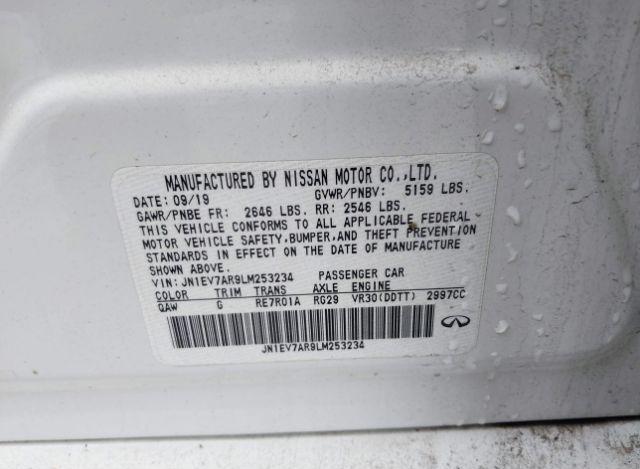 MANUFACTURED BY NISSAN MOTOR CO.,LTD.
DATE: 09/19 GVWR/PNBV: 5159 LBS.
GAWR/PNBE FR: 2646 LBS. RR: 2546 LBS.
THIS VEHICLE CONFORMS TO ALL APPLICABLE FEDERAL
MOTOR VEHICLE SAFETY,BUMPER,AND THEFT PREVENTION
STANDARDS IN EFFECT ON THE DATE OF MANUFACTURE
SHOWN ABOVE.
VIN: JN1EV7AR9LM253234 PASSENGER CAR
COLOR TRIM TRANS AXLE ENGINE
QAW G RE7R01A RG29 VR30(DDTT) 2997CC
JN1EV7AR9LM253234